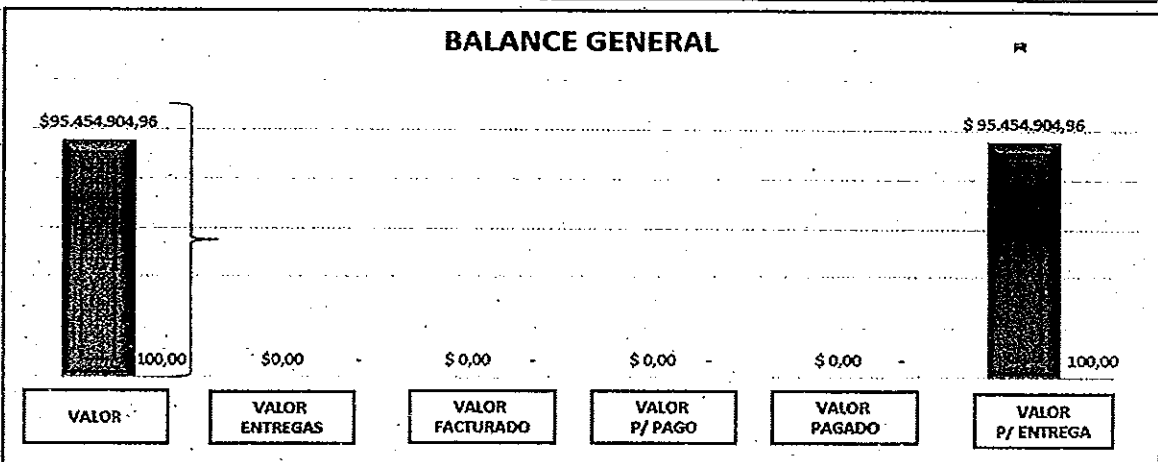 BALANCE GENERAL
$95.454.904,96
$ 95.454.904,96
100,00
$0,00 -
$ 0,00 -
$ 0,00 -
$ 0,00 -
100,00
VALOR
VALOR
ENTREGAS
VALOR
FACTURADO
VALOR
P/ PAGO
VALOR
PAGADO
VALOR
P/ ENTREGA